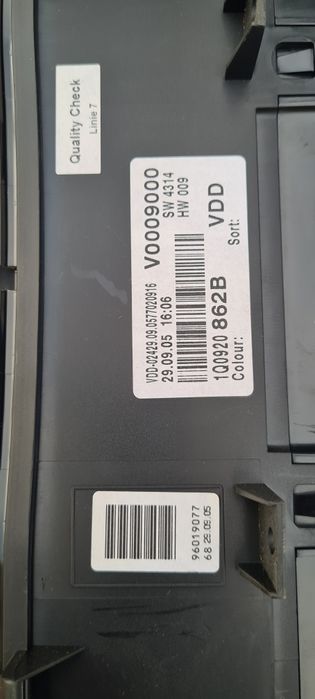 Quality Check
Linie 7
VDD-02429.09.0577020916
29.09.05 16:06
V0009000
SW 4314
HW 009
1Q0920 862B
VDD
Colour:
Sort:
96019077
68 29.09.05